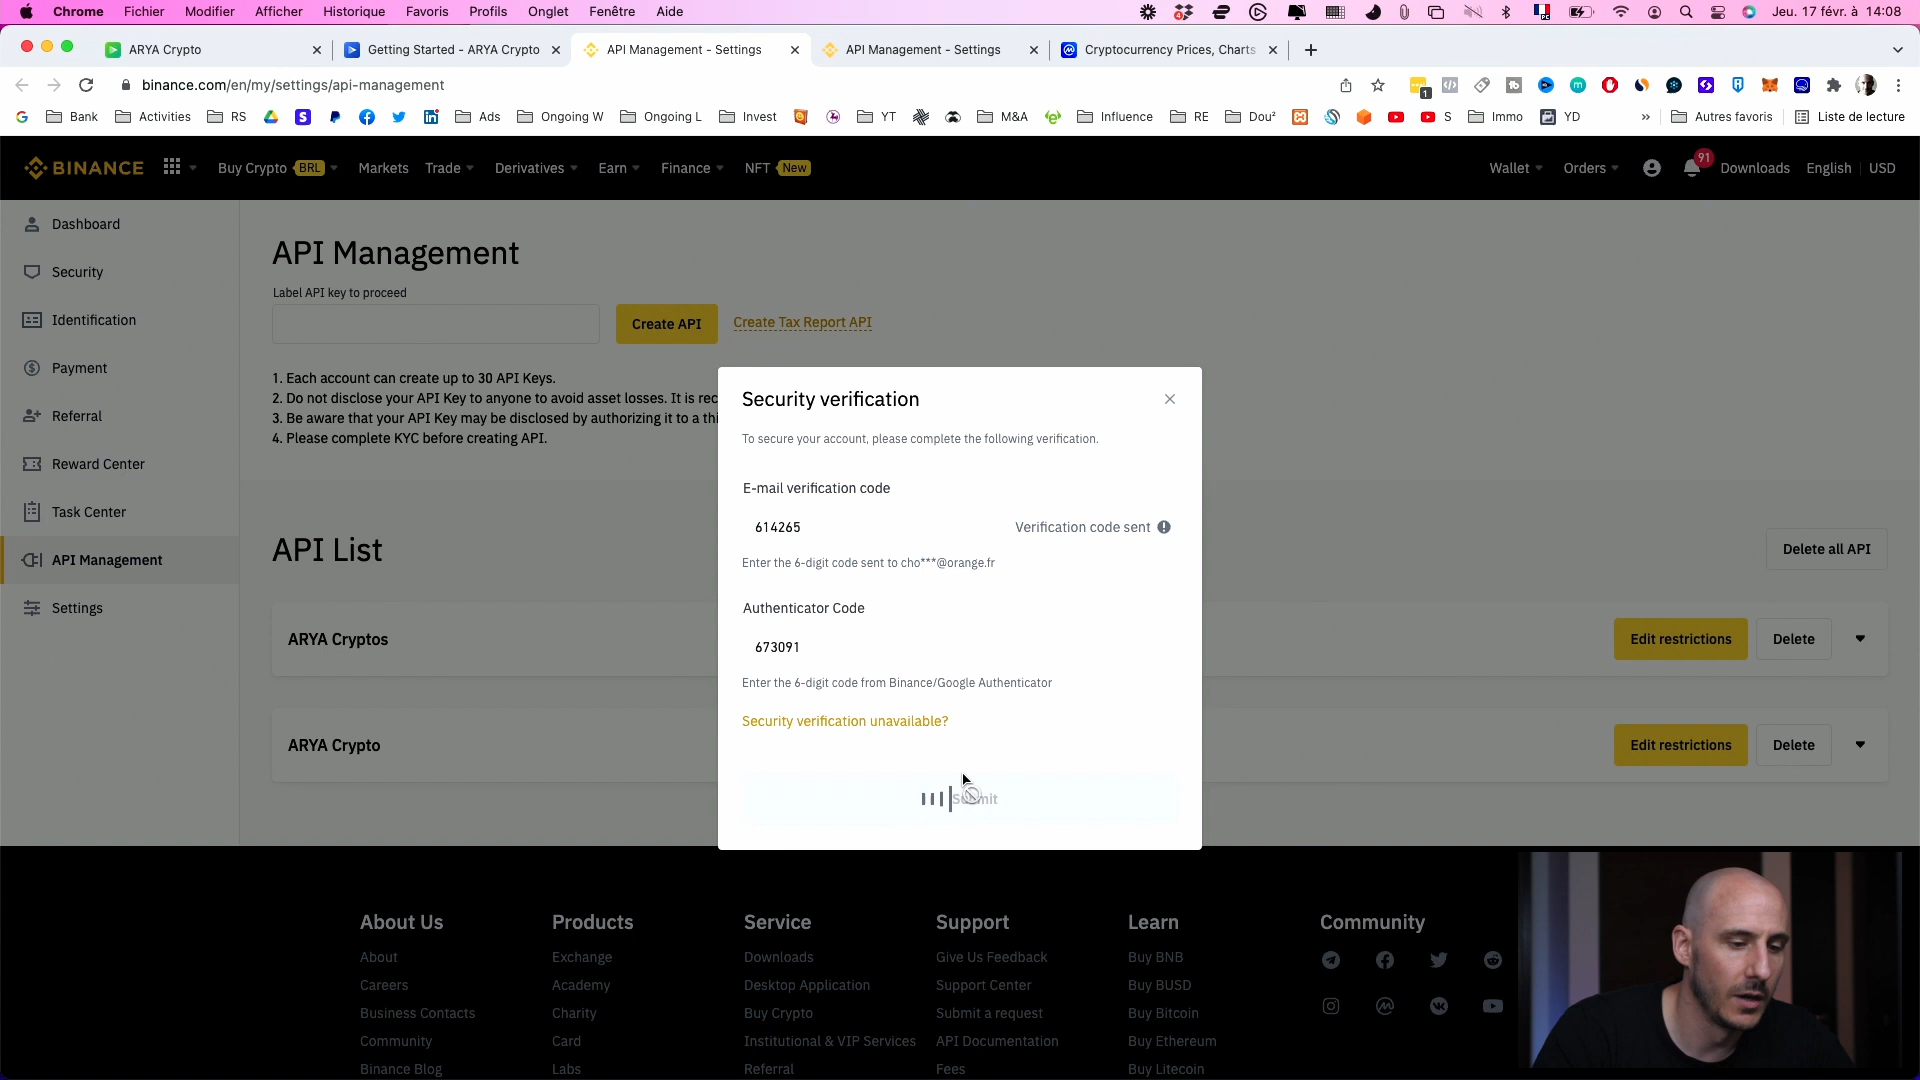 Chrome Fichier Modifier Afficher Historique Favoris Profils Onglet Fenêtre Aide Jeu. 17 févr. à 14:08
ARYA Crypto Getting Started - ARYA Crypto API Management - Settings API Management - Settings Cryptocurrency Prices, Charts
binance.com/en/my/settings/api-management
Bank Activities RS Ads Ongoing W Ongoing L Invest YT M&A Influence RE Dou² S Immo YD » Autres favoris Liste de lecture
BINANCE Buy Crypto BRL Markets Trade Derivatives Earn Finance NFT New Wallet Orders 91 Downloads English USD
Dashboard
Security
Identification
Payment
Referral
Reward Center
Task Center
API Management
Settings
API Management
Label API key to proceed
Create API Create Tax Report API
1. Each account can create up to 30 API Keys.
2. Do not disclose your API Key to anyone to avoid asset losses. It is rec
3. Be aware that your API Key may be disclosed by authorizing it to a thi
4. Please complete KYC before creating API.
API List
Delete all API
ARYA Cryptos
Edit restrictions Delete
ARYA Crypto
Edit restrictions Delete
Security verification
To secure your account, please complete the following verification.
E-mail verification code
614265 Verification code sent
Enter the 6-digit code sent to cho***@orange.fr
Authenticator Code
673091
Enter the 6-digit code from Binance/Google Authenticator
Security verification unavailable?
Submit
About Us Products Service Support Learn Community
About Exchange Downloads Give Us Feedback Buy BNB
Careers Academy Desktop Application Support Center Buy BUSD
Business Contacts Charity Buy Crypto Submit a request Buy Bitcoin
Community Card Institutional & VIP Services API Documentation Buy Ethereum
Binance Blog Labs Referral Fees Buy Litecoin